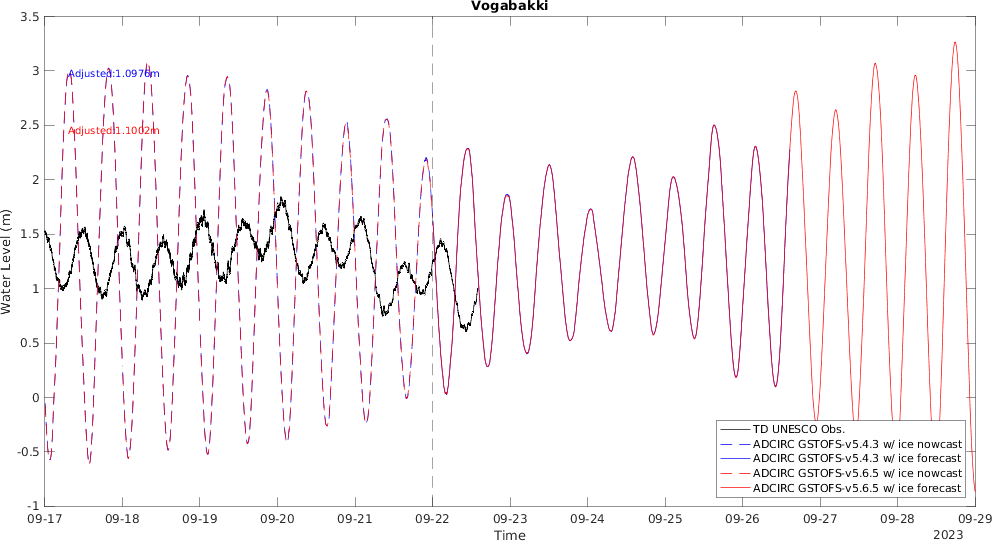 Vogabakki
3.5
3
2.5
2
1.5
1
0.5
0
-0.5
-1
Water Level (m)
Adjusted:1.0976m
Adjusted:1.1002m
TD UNESCO Obs.
ADCIRC GSTOFS-v5.4.3 w/ ice nowcast
ADCIRC GSTOFS-v5.4.3 w/ ice forecast
ADCIRC GSTOFS-v5.6.5 w/ ice nowcast
ADCIRC GSTOFS-v5.6.5 w/ ice forecast
09-17 09-18 09-19 09-20 09-21 09-22 09-23 09-24 09-25 09-26 09-27 09-28 09-29
Time
2023